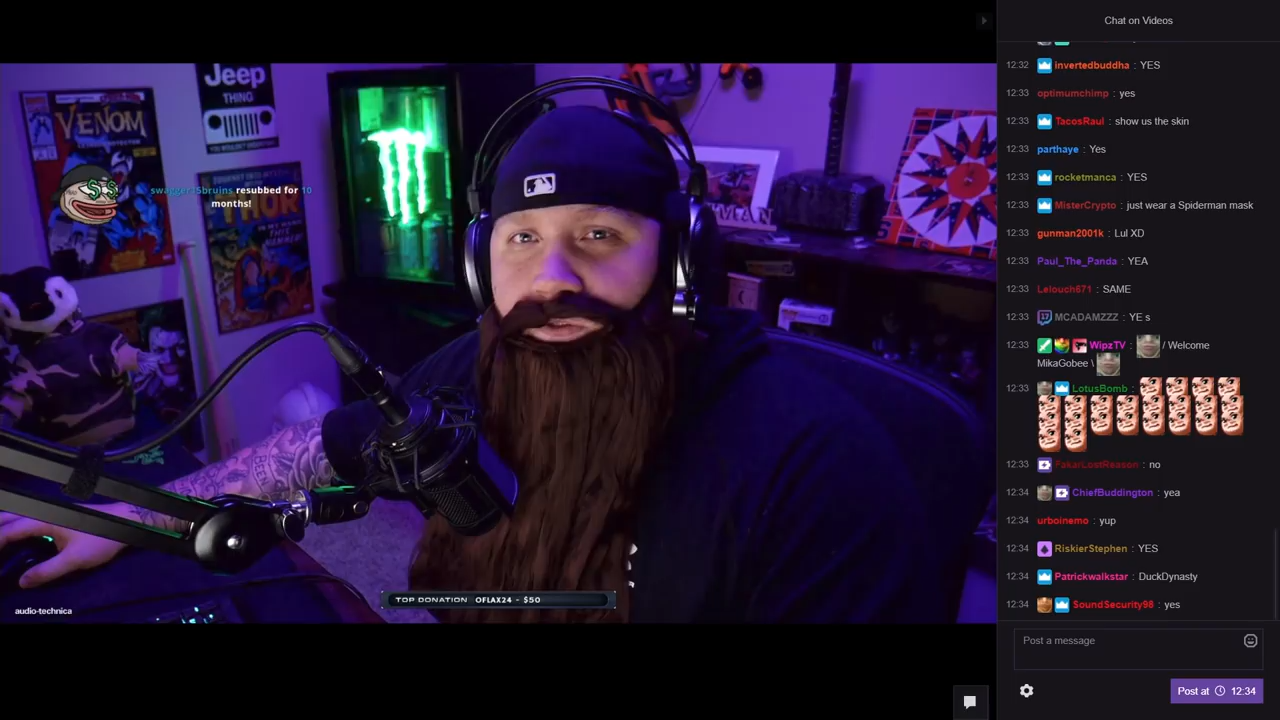 Chat on Videos
Jeep
THING
VENOM
THOR
swagger15bruins resubbed for 10
months!
TOP DONATION OFLAX24 - $50
audio-technica
12:32 invertedbuddha : YES
12:33 optimumchimp : yes
12:33 TacosRaul : show us the skin
12:33 parthaye : Yes
12:33 rocketmanca : YES
12:33 MisterCrypto : just wear a Spiderman mask
12:33 gunman2001k : Lul XD
12:33 Paul_The_Panda : YEA
12:33 Lelouch671 : SAME
12:33 MCADAMZZZ : YE s
12:33 WipzTV : / Welcome
MikaGobee \
12:33 LotusBomb :
12:33 FakarLostReason : no
12:34 ChiefBuddington : yea
12:34 urboinemo : yup
12:34 RiskierStephen : YES
12:34 Patrickwalkstar : DuckDynasty
12:34 SoundSecurity98 : yes
Post a message
Post at 12:34